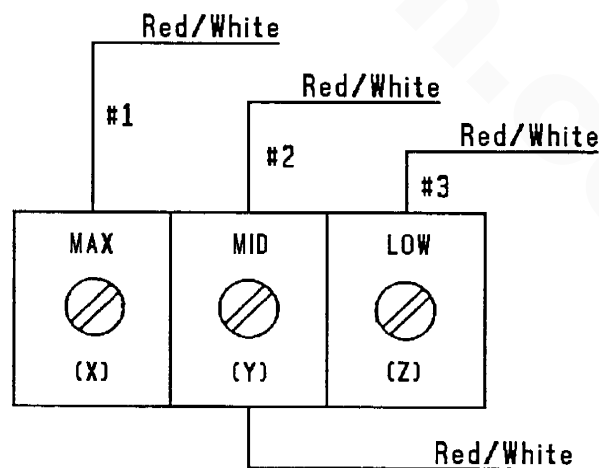 Red/White
#1
Red/White
#2
Red/White
#3
MAX MID LOW
(X) (Y) (Z)
Red/White